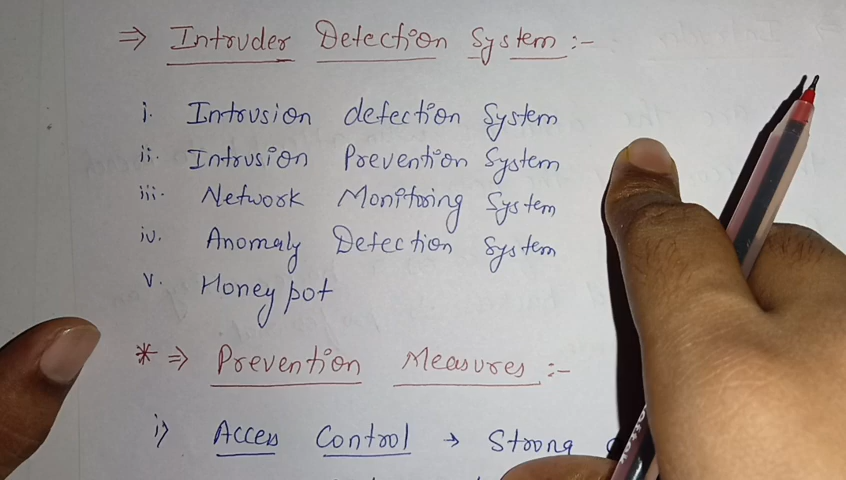 ⇒ Intruder Detection System :-
i. Intrusion detection System
ii. Intrusion Prevention System
iii. Network Monitoring System
iv. Anomaly Detection System
v. Honey pot
* ⇒ Prevention Measures :-
i) Access Control → Strong